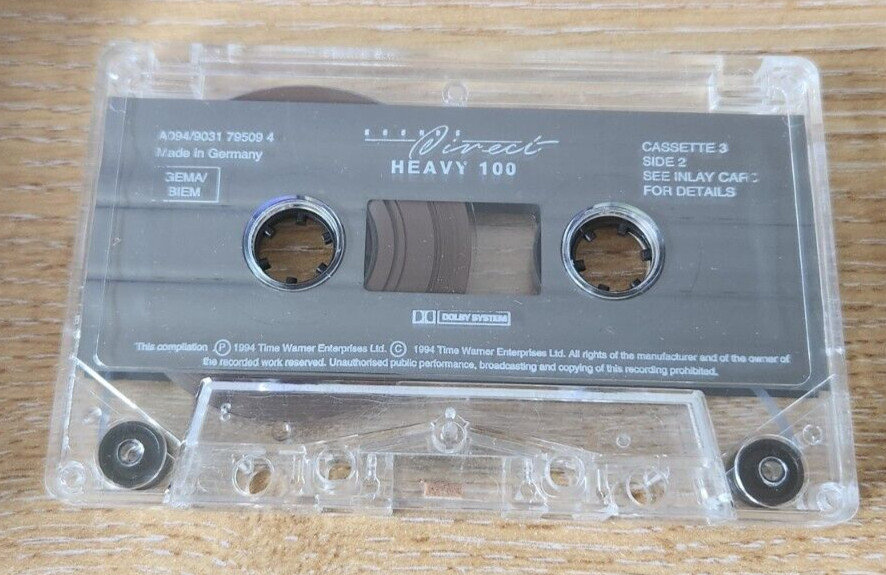 A094/9031 79509 4
Made in Germany
GEMA/
BIEM
SOUNDS
Direct
HEAVY 100
CASSETTE 3
SIDE 2
SEE INLAY CARD
FOR DETAILS
DOLBY SYSTEM
This compilation Ⓟ 1994 Time Warner Enterprises Ltd. Ⓒ 1994 Time Warner Enterprises Ltd. All rights of the manufacturer and of the owner of
the recorded work reserved. Unauthorised public performance, broadcasting and copying of this recording prohibited.